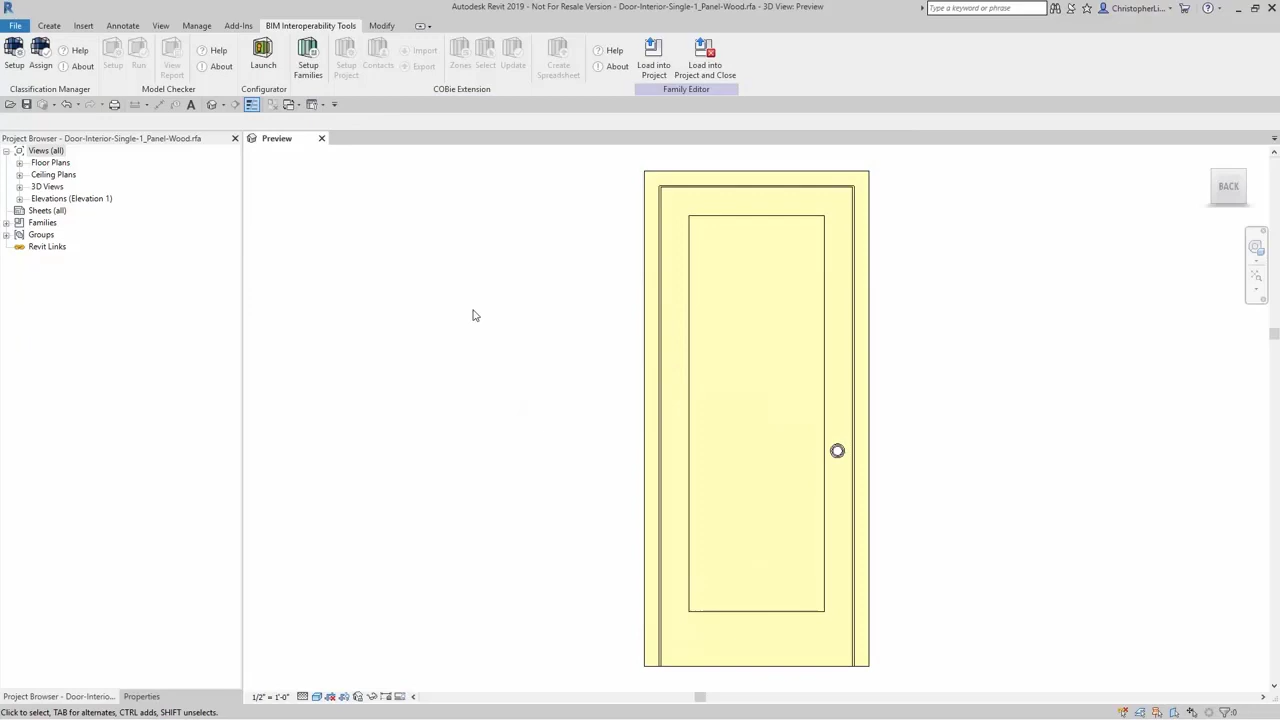 Autodesk Revit 2019 - Not For Resale Version - Door-Interior-Single-1_Panel-Wood.rfa - 3D View: Preview
Type a keyword or phrase
ChristopherLi...
File Create Insert Annotate View Manage Add-Ins BIM Interoperability Tools Modify
Setup
Assign
Help
About
Classification Manager
Setup
Run
View Report
Help
About
Model Checker
Launch
Configurator
Setup Families
Setup Project
Contacts
Import
Export
Zones
Select
Update
Create Spreadsheet
Help
About
COBie Extension
Load into Project
Load into Project and Close
Family Editor
Project Browser - Door-Interior-Single-1_Panel-Wood.rfa
Preview
Views (all)
Floor Plans
Ceiling Plans
3D Views
Elevations (Elevation 1)
Sheets (all)
Families
Groups
Revit Links
BACK
Project Browser - Door-Interio...
Properties
1/2" = 1'-0"
Click to select, TAB for alternates, CTRL adds, SHIFT unselects.
:0